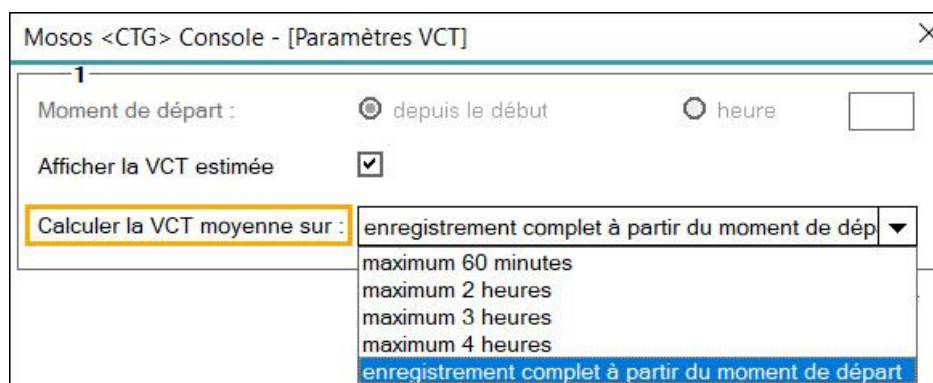 Mosos <CTG> Console - [Paramètres VCT]
1
Moment de départ : depuis le début heure
Afficher la VCT estimée
Calculer la VCT moyenne sur : enregistrement complet à partir du moment de dép
maximum 60 minutes
maximum 2 heures
maximum 3 heures
maximum 4 heures
enregistrement complet à partir du moment de départ